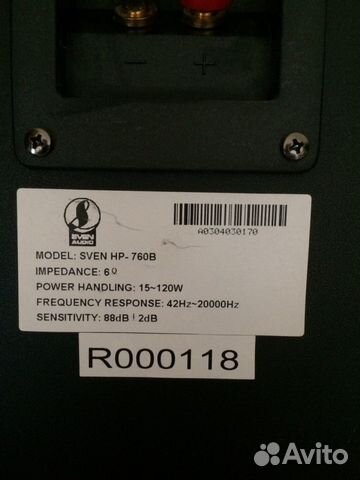 − +
SVEN
AUDIO
A0304030170
MODEL: SVEN HP- 760B
IMPEDANCE: 6Ω
POWER HANDLING: 15~120W
FREQUENCY RESPONSE: 42Hz~20000Hz
SENSITIVITY: 88dB ± 2dB
R000118
Avito